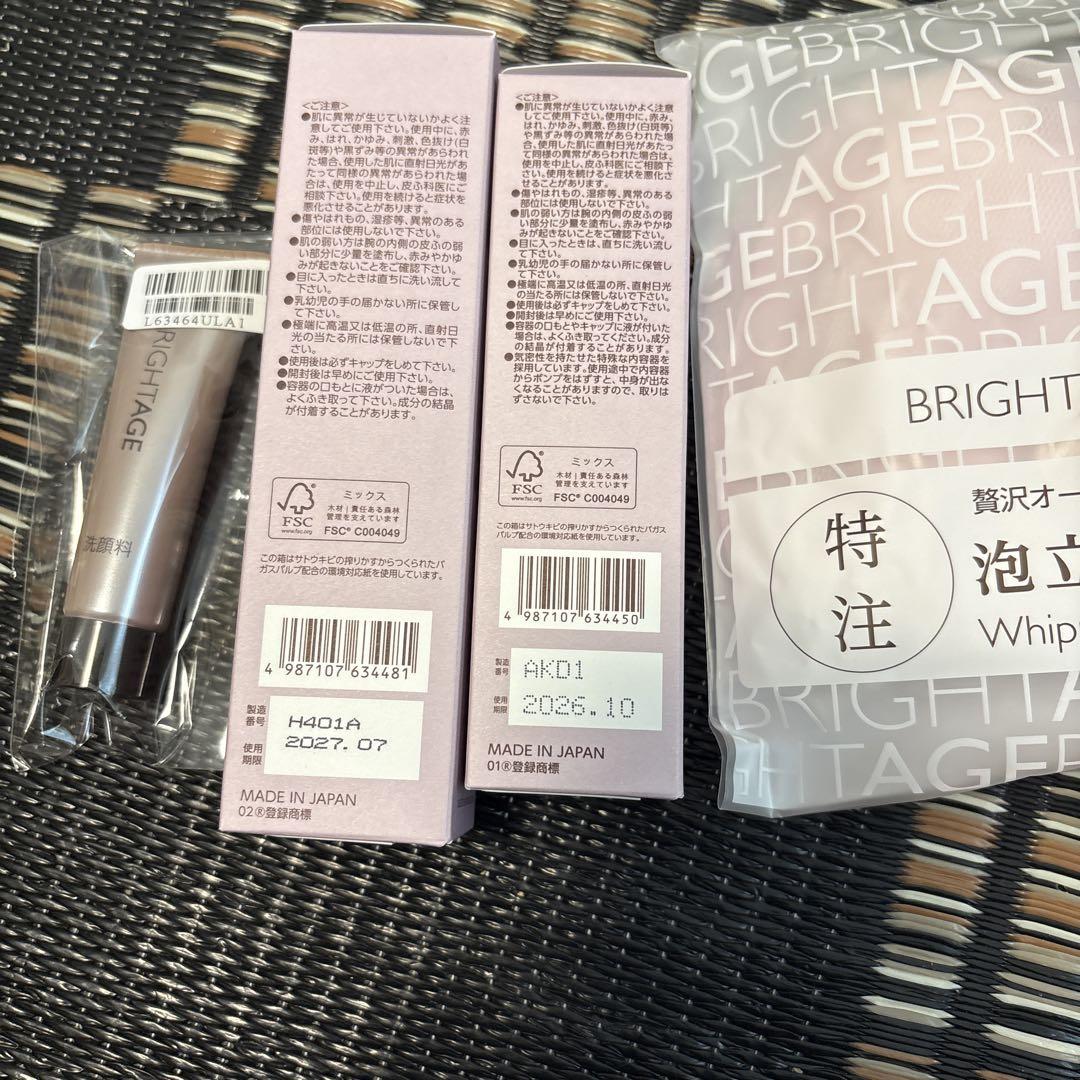 L63464ULA1
BRIGHTAGE
洗顔料
<ご注意>
●肌に異常が生じていないかよく注
意してご使用下さい。使用中に、赤
み、はれ、かゆみ、刺激、色抜け(白
斑等)や黒ずみ等の異常があらわれ
た場合、使用した肌に直射日光があ
たって同様の異常があらわれた場合
は、使用を中止し、皮ふ科医にご
相談下さい。使用を続けると症状を
悪化させることがあります。
●傷やはれもの、湿疹等、異常のある
部位には使用しないで下さい。
●肌の弱い方は腕の内側の皮ふの弱
い部分に少量を塗布し、赤みやかゆ
みが起きないことをご確認下さい。
●目に入ったときは直ちに洗い流して
下さい。
●乳幼児の手の届かない所に保管し
て下さい。
●極端に高温又は低温の所、直射日
光の当たる所には保管しないで下
さい。
●使用後は必ずキャップをしめて下さい。
●開封後は早めにご使用下さい。
●容器の口もとに液がついた場合は、
よくふき取って下さい。成分の結晶
が付着することがあります。
FSC
www.fsc.org
ミックス
木材|責任ある森林
管理を支えています
FSC® C004049
この箱はサトウキビの搾りかすからつくられたバ
ガスパルプ配合の環境対応紙を使用しています。
4 987107 634481
製造
番号
H401A
使用
期限
2027.07
MADE IN JAPAN
02®登録商標
<ご注意>
●肌に異常が生じていないかよく注意
してご使用下さい。使用中に、赤み、
はれ、かゆみ、刺激、色抜け(白斑等)
や黒ずみ等の異常があらわれた場
合、使用した肌に直射日光があたっ
て同様の異常があらわれた場合は、
使用を中止し、皮ふ科医にご相談下
さい。使用を続けると症状を悪化さ
せることがあります。
●傷やはれもの、湿疹等、異常のある
部位には使用しないで下さい。
●肌の弱い方は腕の内側の皮ふの弱
い部分に少量を塗布し、赤みやかゆ
みが起きないことをご確認下さい。
●目に入ったときは、直ちに洗い流し
て下さい。
●乳幼児の手の届かない所に保管し
て下さい。
●極端に高温又は低温の所、直射日光
の当たる所には保管しないで下さい。
●使用後は必ずキャップをしめて下さい。
●開封後は早めにご使用下さい。
●容器の口もとやキャップに液が付いた
場合は、よくふき取ってください。成分
の結晶が付着することがあります。
●気密性を持たせた特殊な内容器を
採用しています。使用途中で内容器
からポンプをはずすと、中身が出なく
なることがありますので、取りは
ずさないで下さい。
FSC
www.fsc.org
ミックス
木材|責任ある森林
管理を支えています
FSC® C004049
この箱はサトウキビの搾りかすからつくられたバガス
パルプ配合の環境対応紙を使用しています。
4 987107 634450
製造
番号
AK01
使用
期限
2026.10
MADE IN JAPAN
01®登録商標
AGEBRIGH
BRIGHTAGE
AGEBRI
HTAGE
GEBRIGHT
RIGHTAGE
BRIGHT
特注
贅沢オー
泡立
Whip
BRIGHTA
HTAGEB